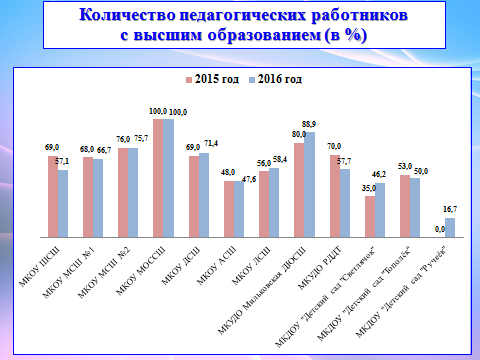 Количество педагогических работников
с высшим образованием (в %)
2015 год 2016 год
69,0 57,1 68,0 66,7 76,0 75,7 100,0 100,0 69,0 71,4 48,0 47,6 56,0 58,4 80,0 88,9 70,0 57,7 35,0 46,2 53,0 50,0 0,0 16,7
МКОУ ШСШ
МКОУ МСШ №1
МКОУ МСШ №2
МКОУ МОССШ
МКОУ ДСШ
МКОУ АСШ
МКОУ ЛСШ
МКУДО Мильковская ДЮСШ
МКУДО РДДТ
МКДОУ "Детский сад "Светлячок"
МКДОУ "Детский сад "Тополёк"
МКДОУ "Детский сад "Ручеёк"